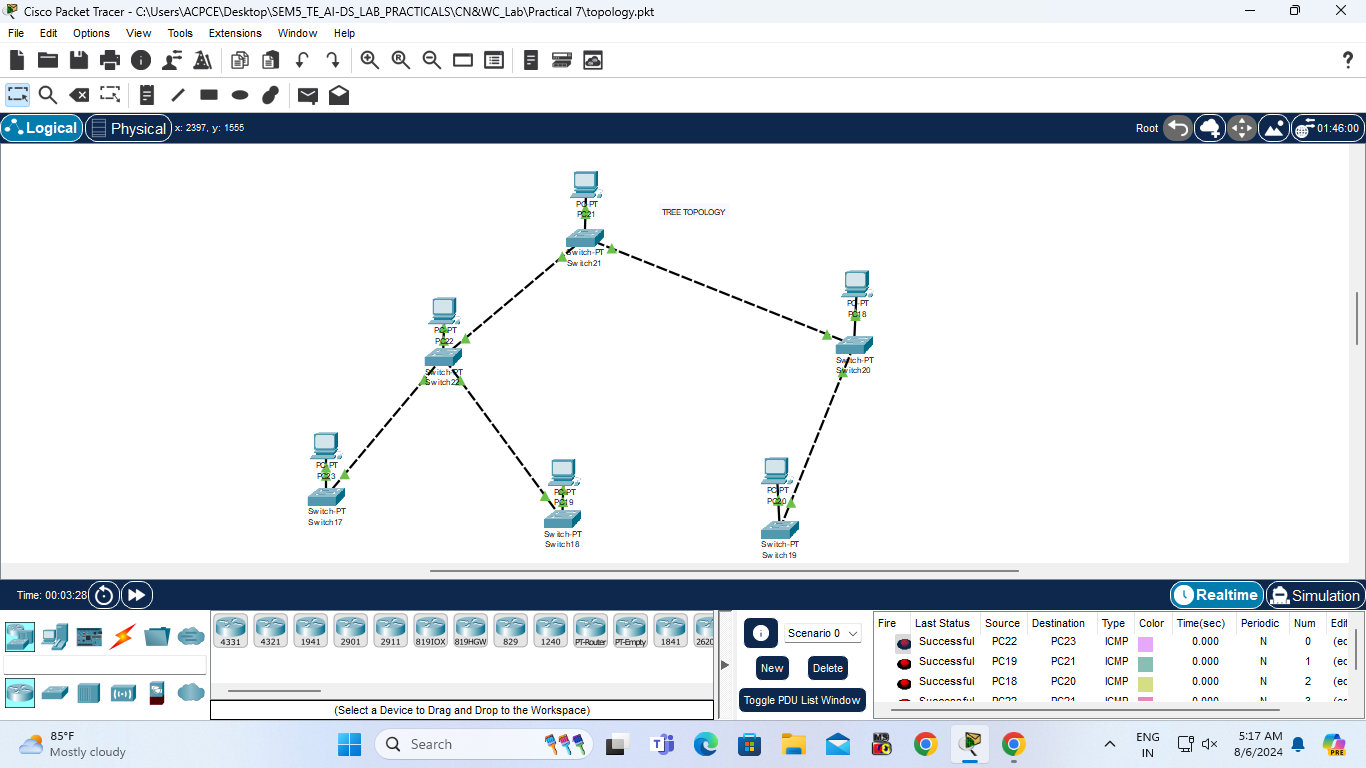 Cisco Packet Tracer - C:\Users\ACPCE\Desktop\SEM5_TE_AI-DS_LAB_PRACTICALS\CN&WC_Lab\Practical 7\topology.pkt
File Edit Options View Tools Extensions Window Help
Logical Physical x: 2397, y: 1555 Root 01:46:00
PC-PT
PC21
TREE TOPOLOGY
Switch-PT
Switch21
PC-PT
PC18
PC-PT
PC22
Switch-PT
Switch20
Switch-PT
Switch22
PC-PT
PC23
PC-PT
PC19
PC-PT
PC20
Switch-PT
Switch17
Switch-PT
Switch18
Switch-PT
Switch19
Time: 00:03:28 Realtime Simulation
4331 4321 1941 2901 2911 819IOX 819HGW 829 1240 PT-Router PT-Empty 1841 2620
(Select a Device to Drag and Drop to the Workspace)
Scenario 0
New Delete
Toggle PDU List Window
Fire Last Status Source Destination Type Color Time(sec) Periodic Num Edit
Successful PC22 PC23 ICMP 0.000 N 0 (ec
Successful PC19 PC21 ICMP 0.000 N 1 (ec
Successful PC18 PC20 ICMP 0.000 N 2 (ec
85°F
Mostly cloudy
Search
ENG
IN
5:17 AM
8/6/2024
PRE